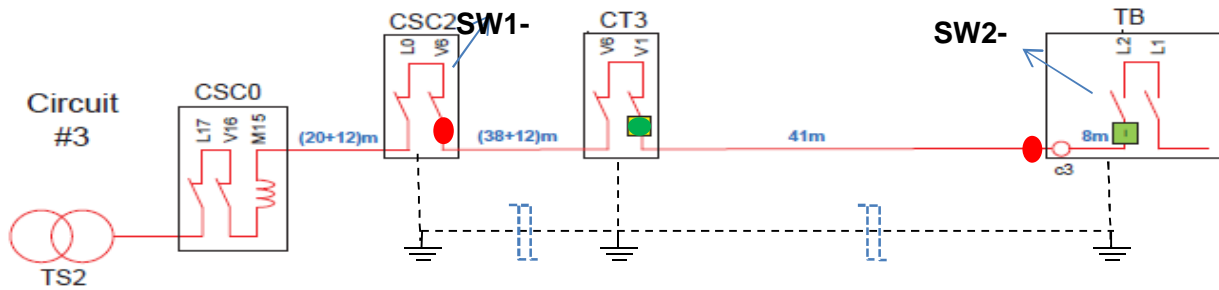 CSC2
SW1-
CT3
TB
SW2-
L0
V6
V6
V1
L2
L1
Circuit
#3
CSC0
L17
V16
M15
(20+12)m
(38+12)m
41m
8m
c3
TS2